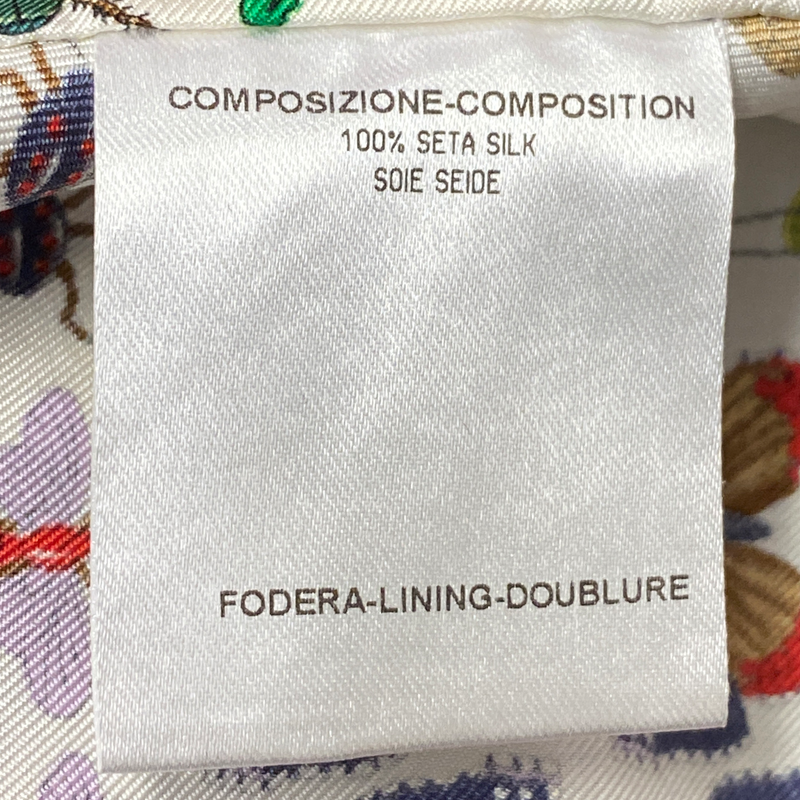 COMPOSIZIONE-COMPOSITION
100% SETA SILK
SOIE SEIDE
FODERA-LINING-DOUBLURE